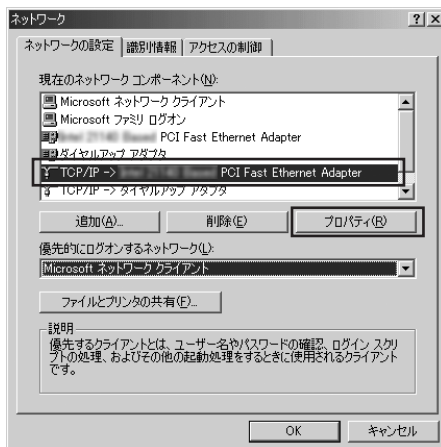 ネットワーク
? ×
ネットワークの設定 識別情報 アクセスの制御
現在のネットワーク コンポーネント(N):
Microsoft ネットワーク クライアント
Microsoft ファミリ ログオン
PCI Fast Ethernet Adapter
ダイヤルアップ アダプタ
TCP/IP -> PCI Fast Ethernet Adapter
TCP/IP -> ダイヤルアップ アダプタ
追加(A)... 削除(E) プロパティ(R)
優先的にログオンするネットワーク(L):
Microsoft ネットワーク クライアント
ファイルとプリンタの共有(F)...
説明
優先するクライアントとは、ユーザー名やパスワードの確認、ログイン スクリ
プトの処理、およびその他の起動処理をするときに使用されるクライアント
です。
OK キャンセル